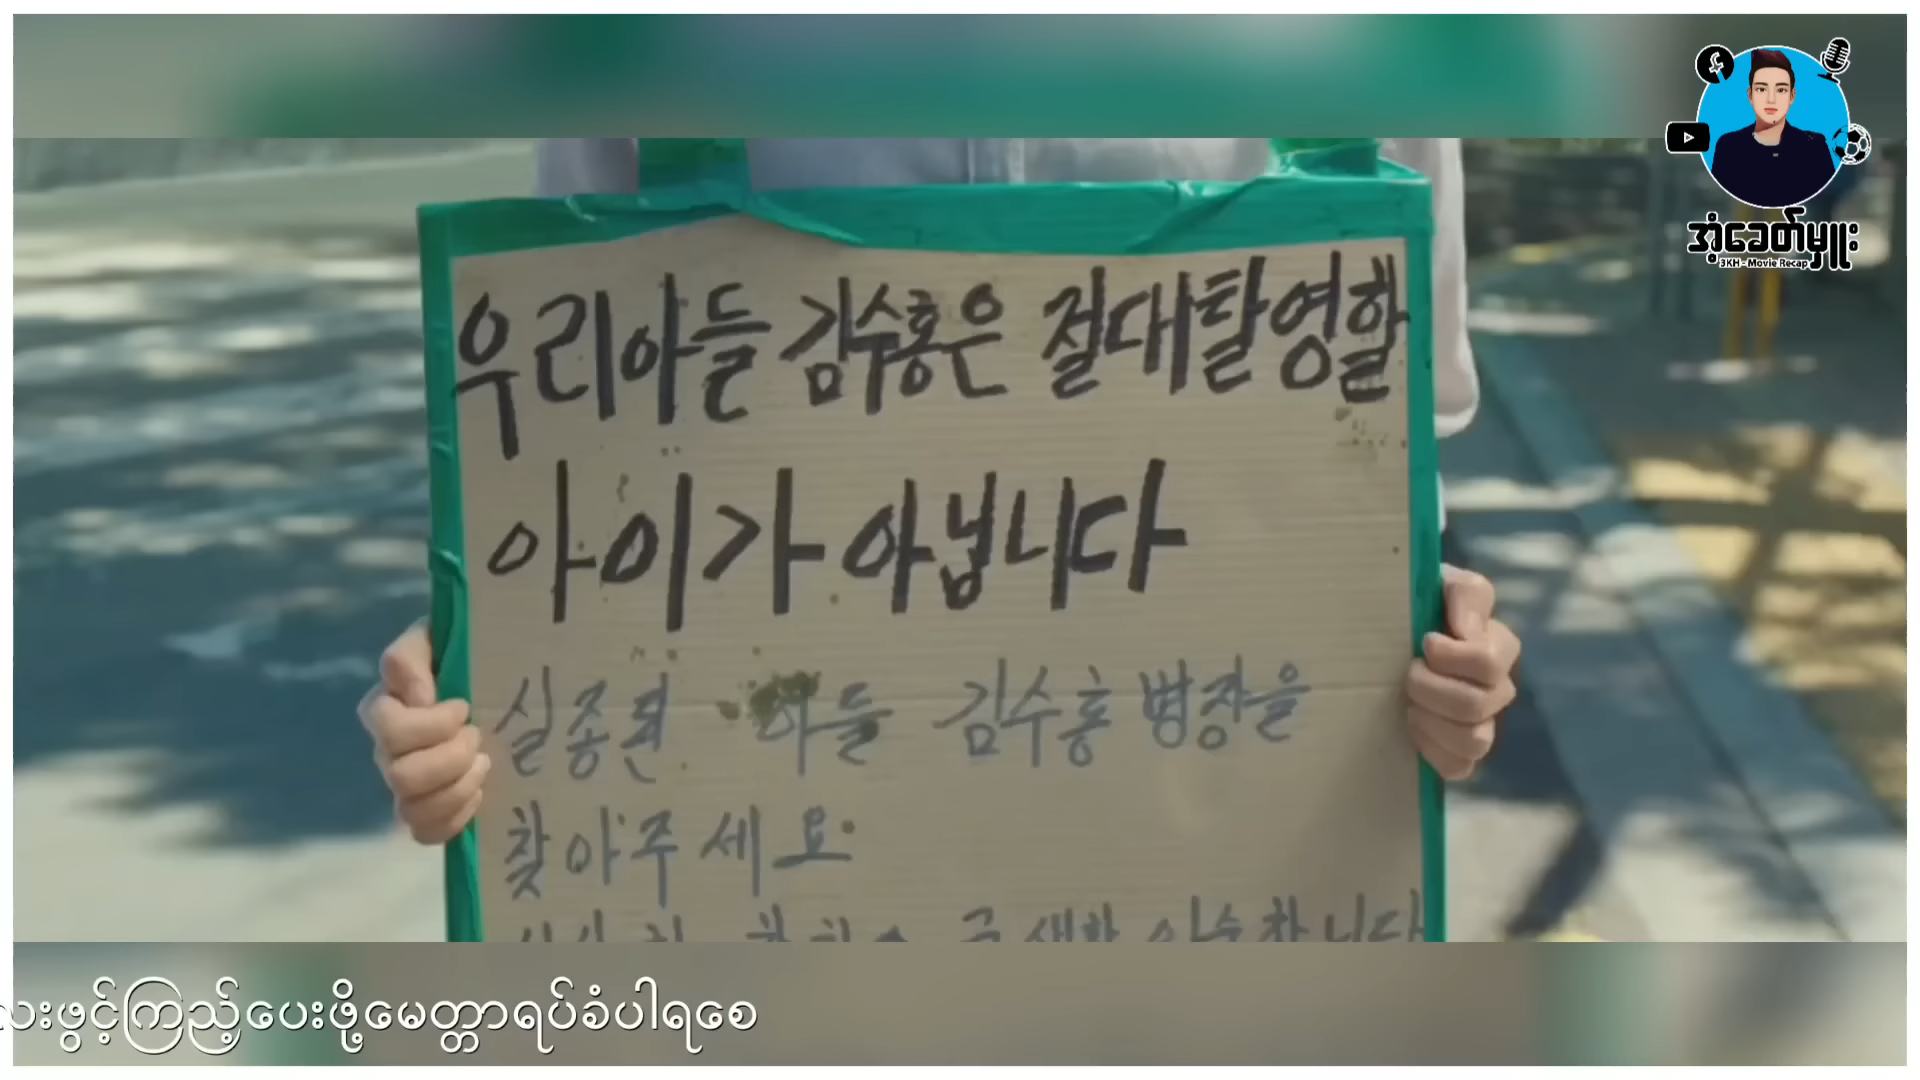 အံ့ခေတ်မှူး
3KH - Movie Recap
우리아들 김수홍은 절대탈영할
아이가 아닙니다
실종된 아들 김수홍 병장을
찾아주세요
လေးဖွင့်ကြည့်ပေးဖို့မေတ္တာရပ်ခံပါရစေ